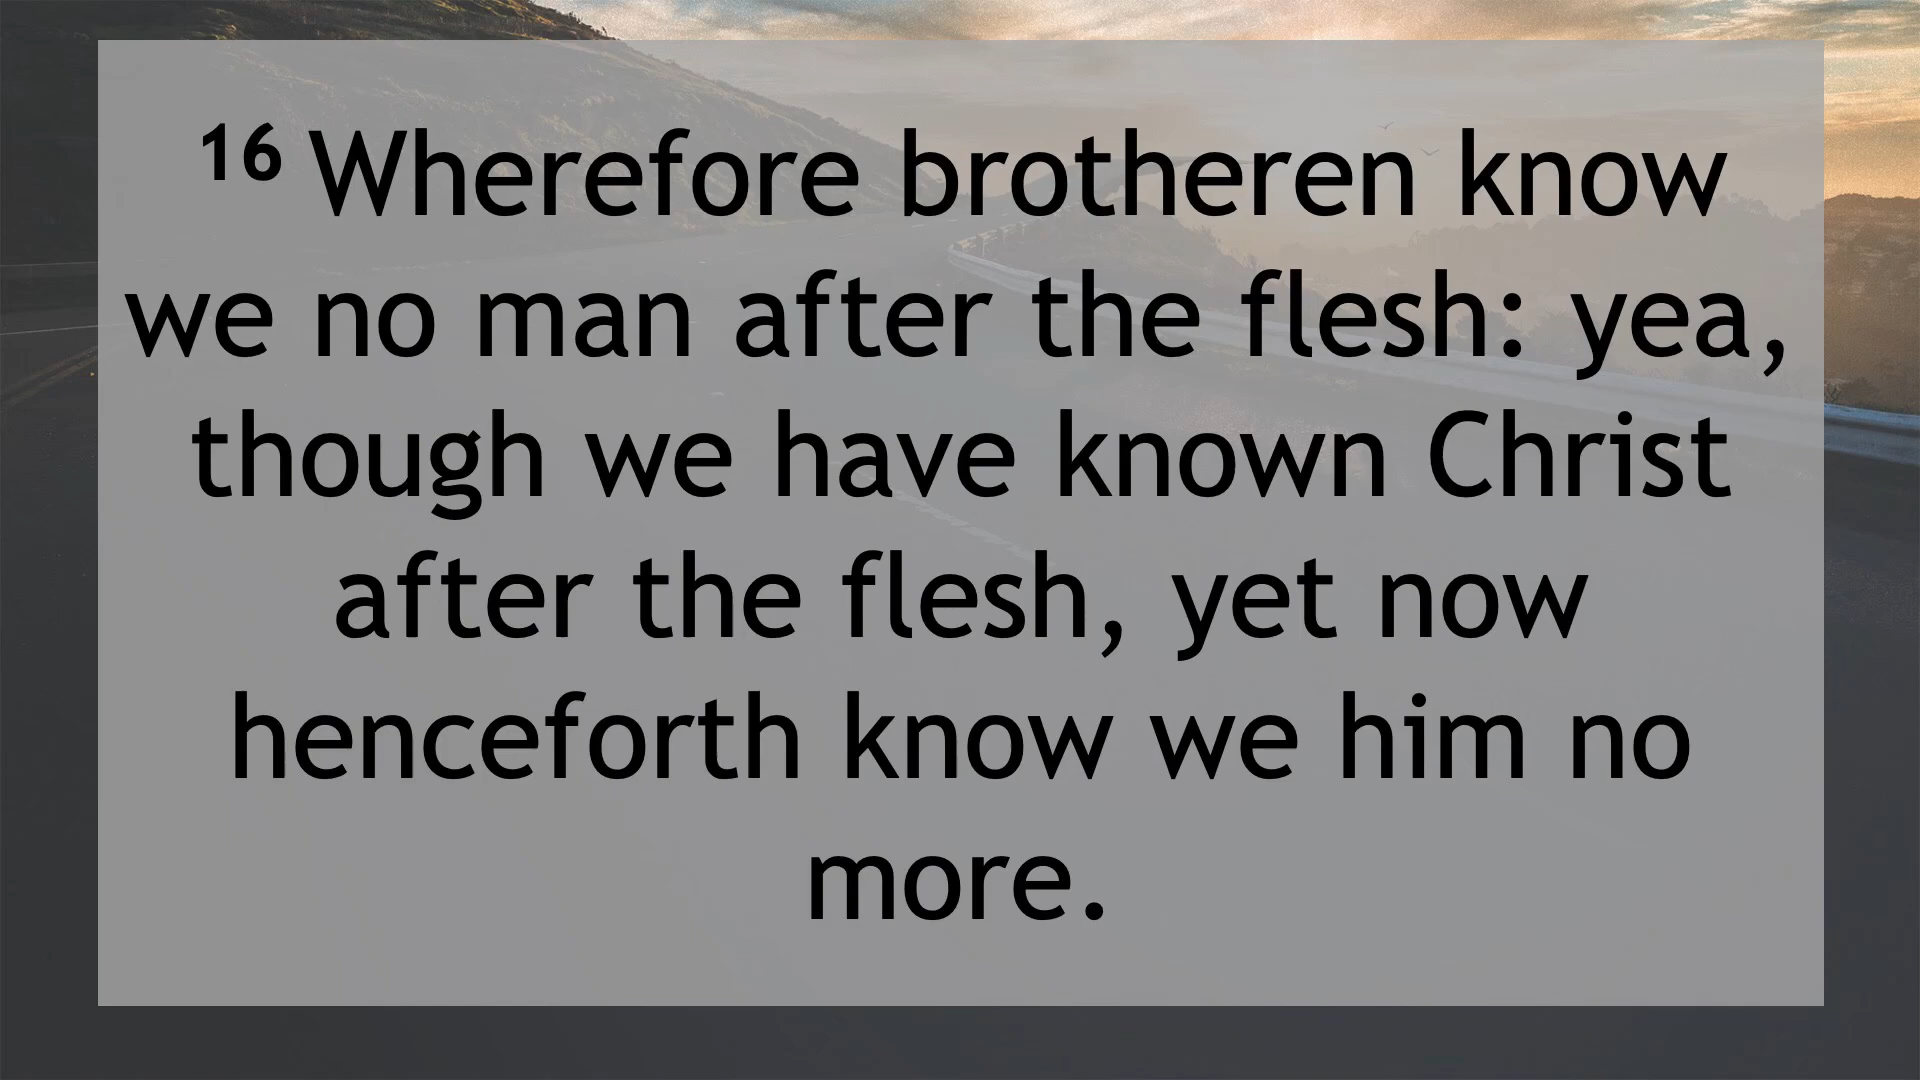 16 Wherefore brotheren know
we no man after the flesh: yea,
though we have known Christ
after the flesh, yet now
henceforth know we him no
more.